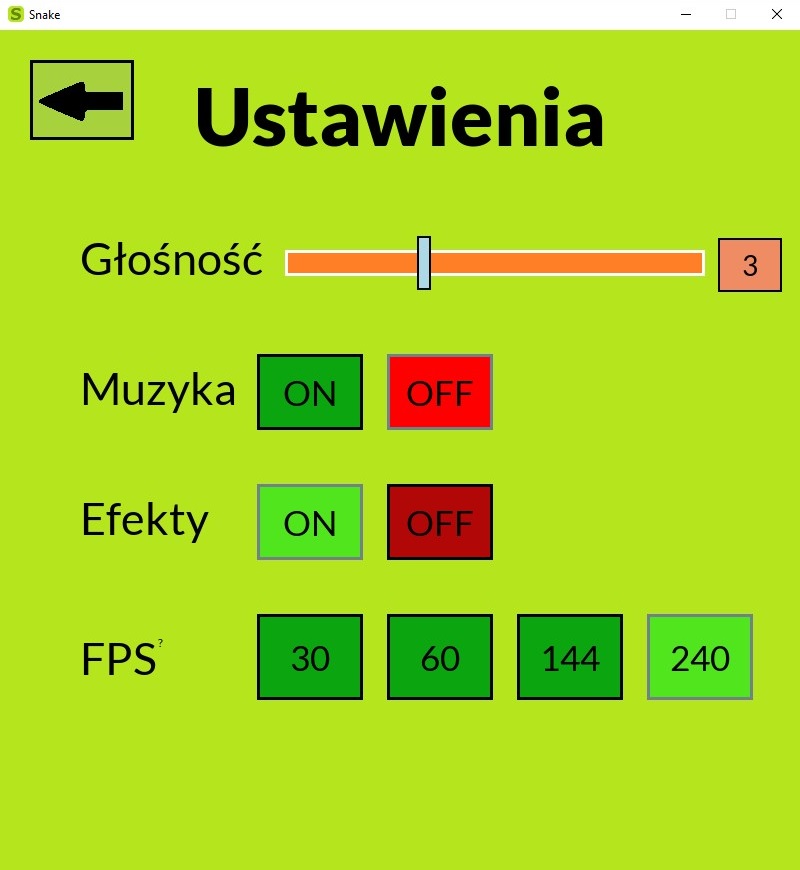 Snake
Ustawienia
Głośność 3
Muzyka ON OFF
Efekty ON OFF
FPS? 30 60 144 240